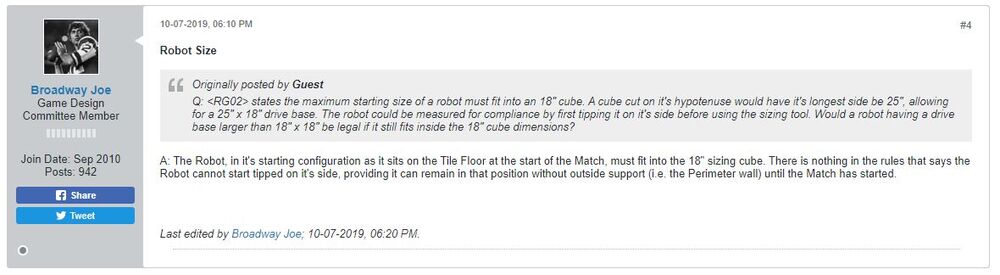 10-07-2019, 06:10 PM
#4
Broadway Joe
Game Design
Committee Member
Join Date: Sep 2010
Posts: 942
Share
Tweet
Robot Size
Originally posted by Guest
Q: <RG02> states the maximum starting size of a robot must fit into an 18" cube. A cube cut on it's hypotenuse would have it's longest side be 25", allowing
for a 25" x 18" drive base. The robot could be measured for compliance by first tipping it on it's side before using the sizing tool. Would a robot having a drive
base larger than 18" x 18" be legal if it still fits inside the 18" cube dimensions?
A: The Robot, in it's starting configuration as it sits on the Tile Floor at the start of the Match, must fit into the 18” sizing cube. There is nothing in the rules that says the
Robot cannot start tipped on it’s side, providing it can remain in that position without outside support (i.e. the Perimeter wall) until the Match has started.
Last edited by Broadway Joe; 10-07-2019, 06:20 PM.